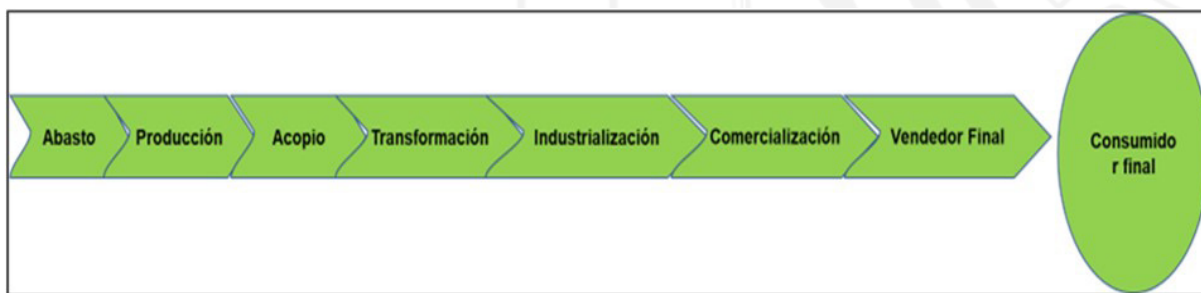 Abasto
Producción
Acopio
Transformación
Industrialización
Comercialización
Vendedor Final
Consumido
r final